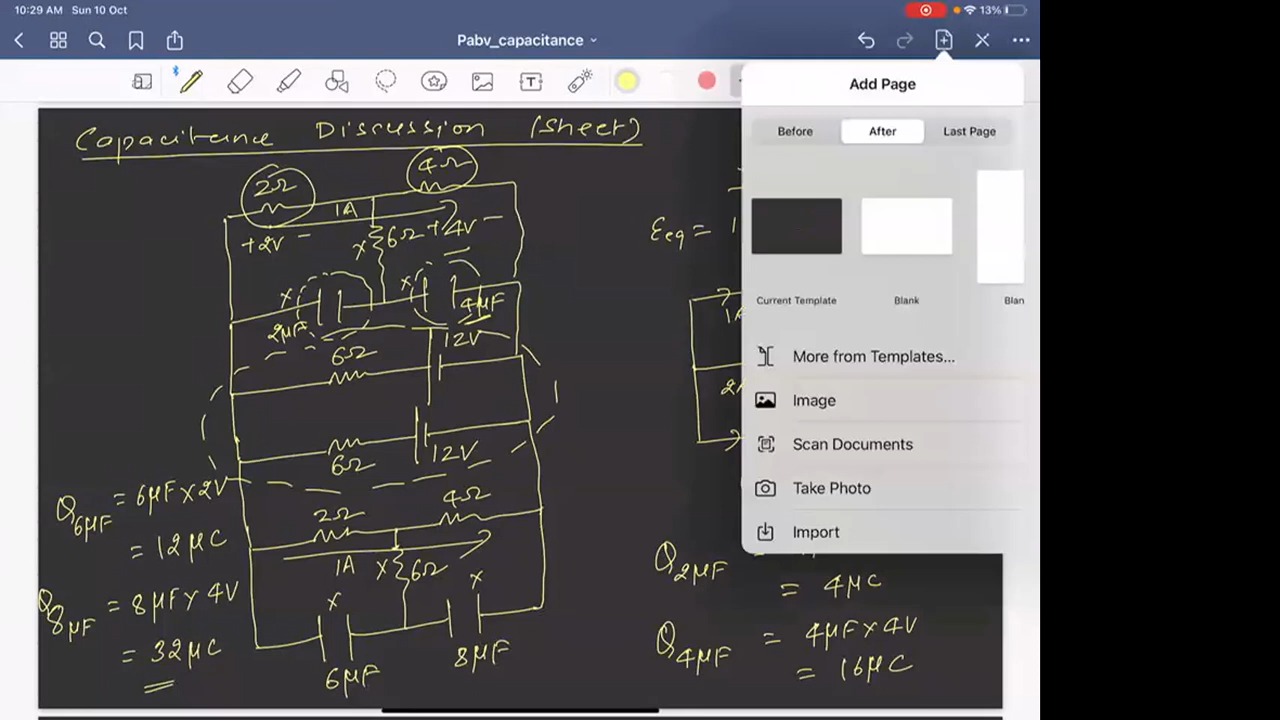 10:29 AM Sun 10 Oct
13%
Pabv_capacitance
Add Page
Before After Last Page
Current Template Blank Blan
More from Templates...
Image
Scan Documents
Take Photo
Import
Capacitance Discussion (Sheet)
2Ω 4Ω
1A
+2V- X 6Ω +4V-
X X
2μF 4μF
6Ω 12V
6Ω 12V
2Ω 4Ω
1A X 6Ω
X X
6μF 8μF
Q6μF = 6μF×2V
= 12μC
Q8μF = 8μF×4V
= 32μC
Εeq = 1
Q2μF
= 4μC
Q4μF = 4μF×4V
= 16μC